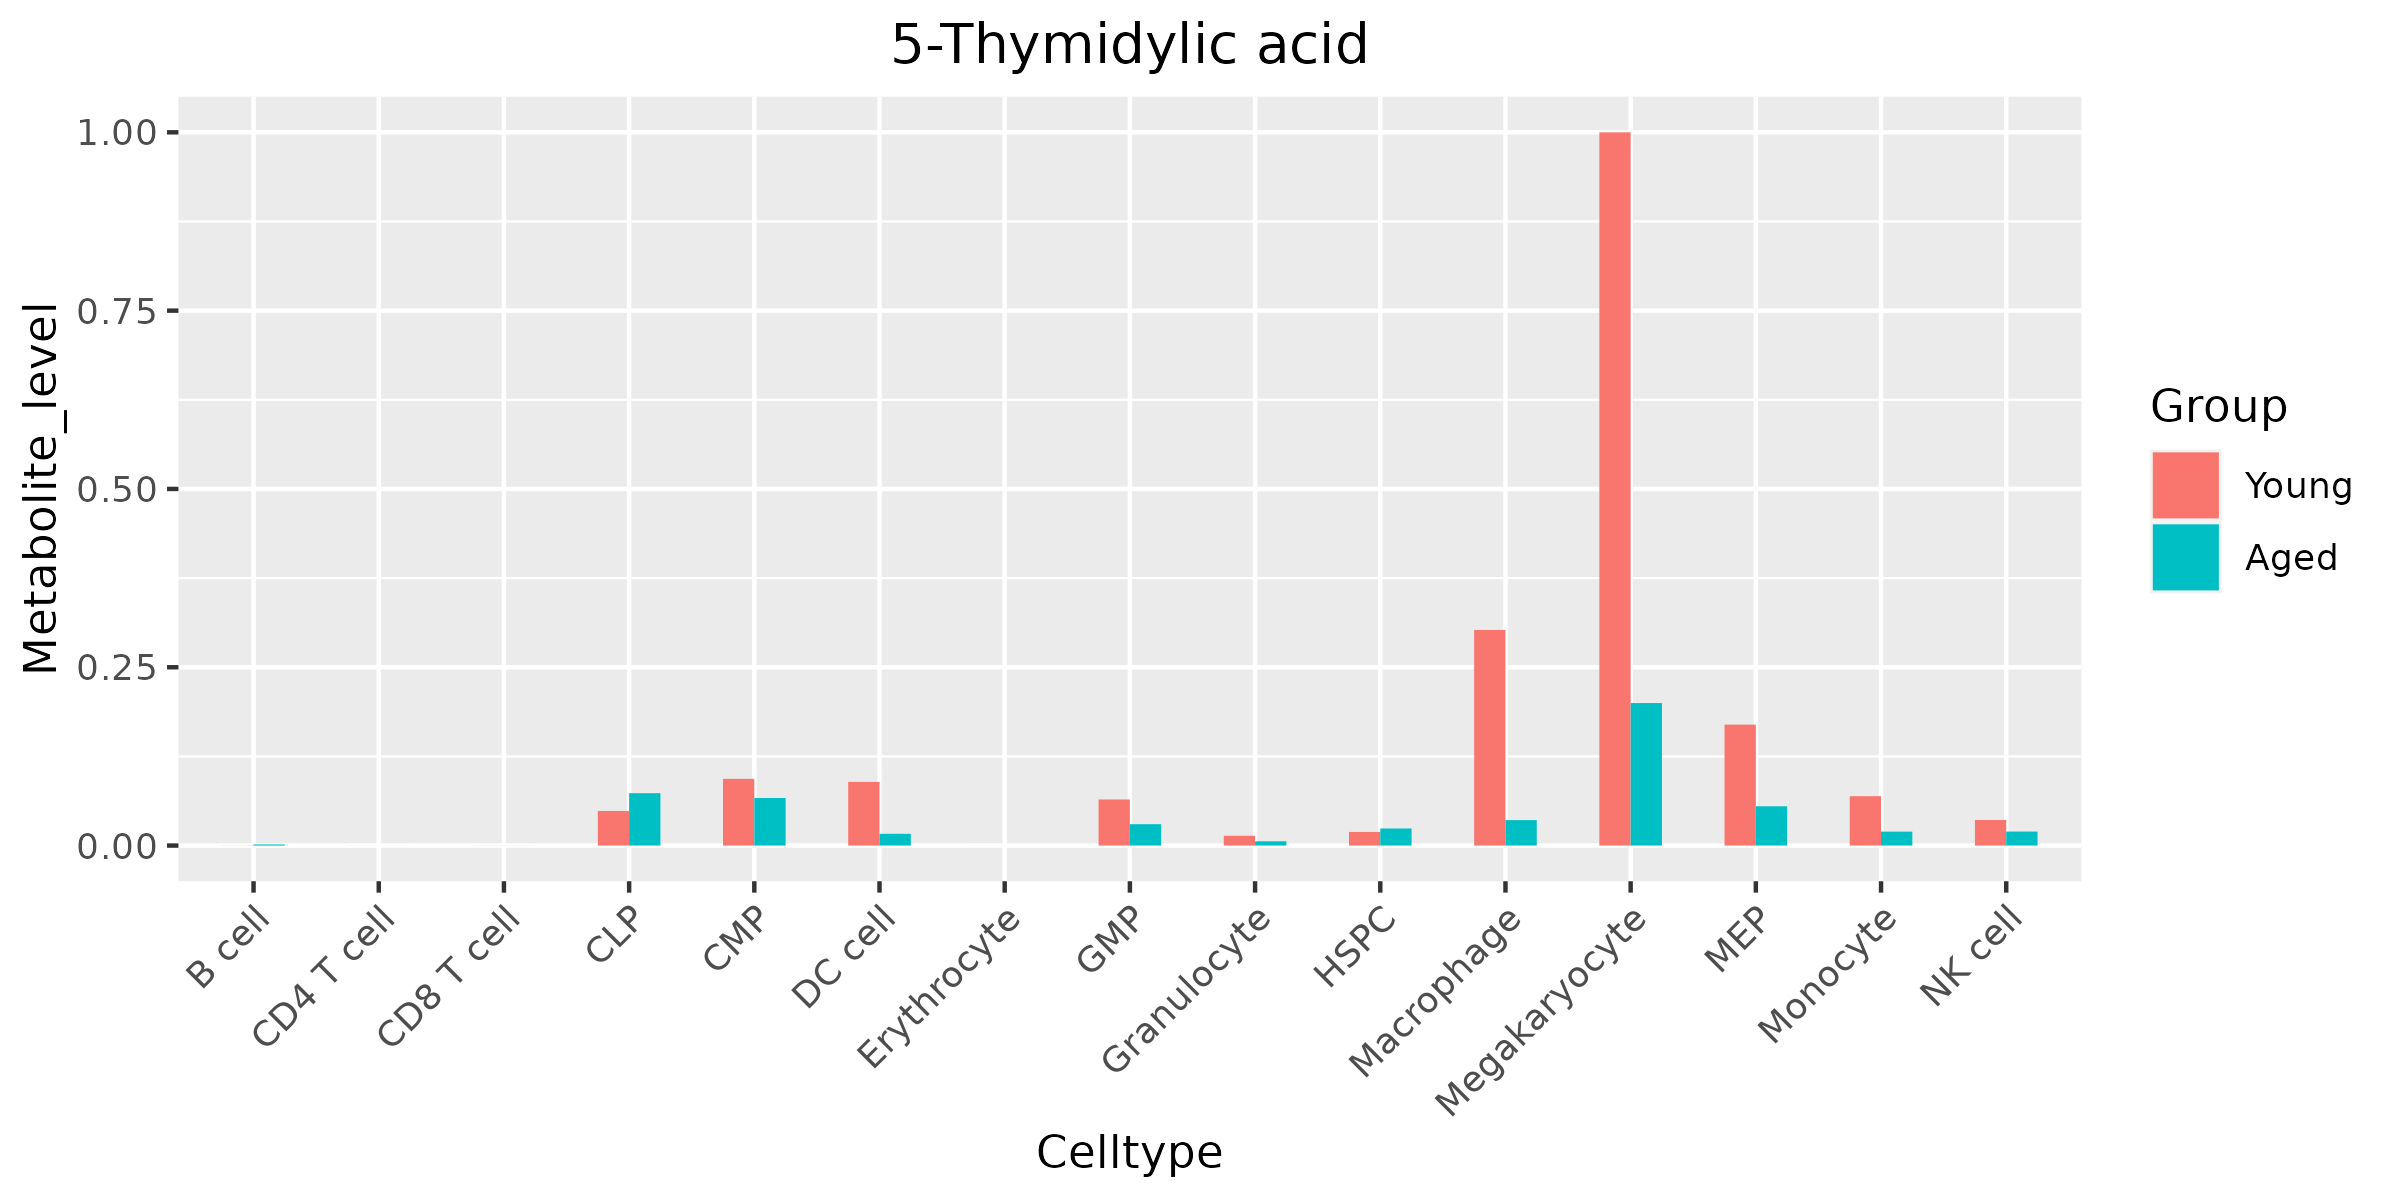 5-Thymidylic acid
Metabolite_level
1.00
0.75
0.50
0.25
0.00
B cell
CD4 T cell
CD8 T cell
CLP
CMP
DC cell
Erythrocyte
GMP
Granulocyte
HSPC
Macrophage
Megakaryocyte
MEP
Monocyte
NK cell
Celltype
Group
Young
Aged